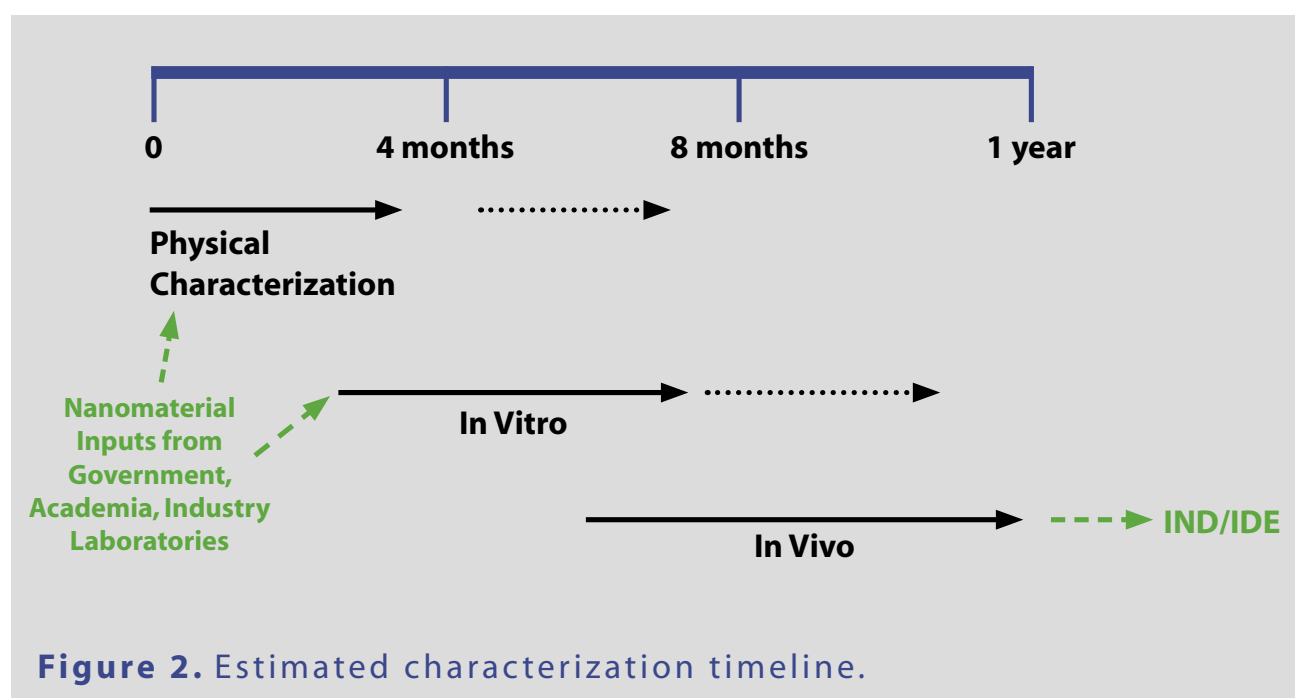 0
4 months
8 months
1 year
Physical
Characterization
Nanomaterial
Inputs from
Government,
Academia, Industry
Laboratories
In Vitro
In Vivo
IND/IDE
Figure 2. Estimated characterization timeline.